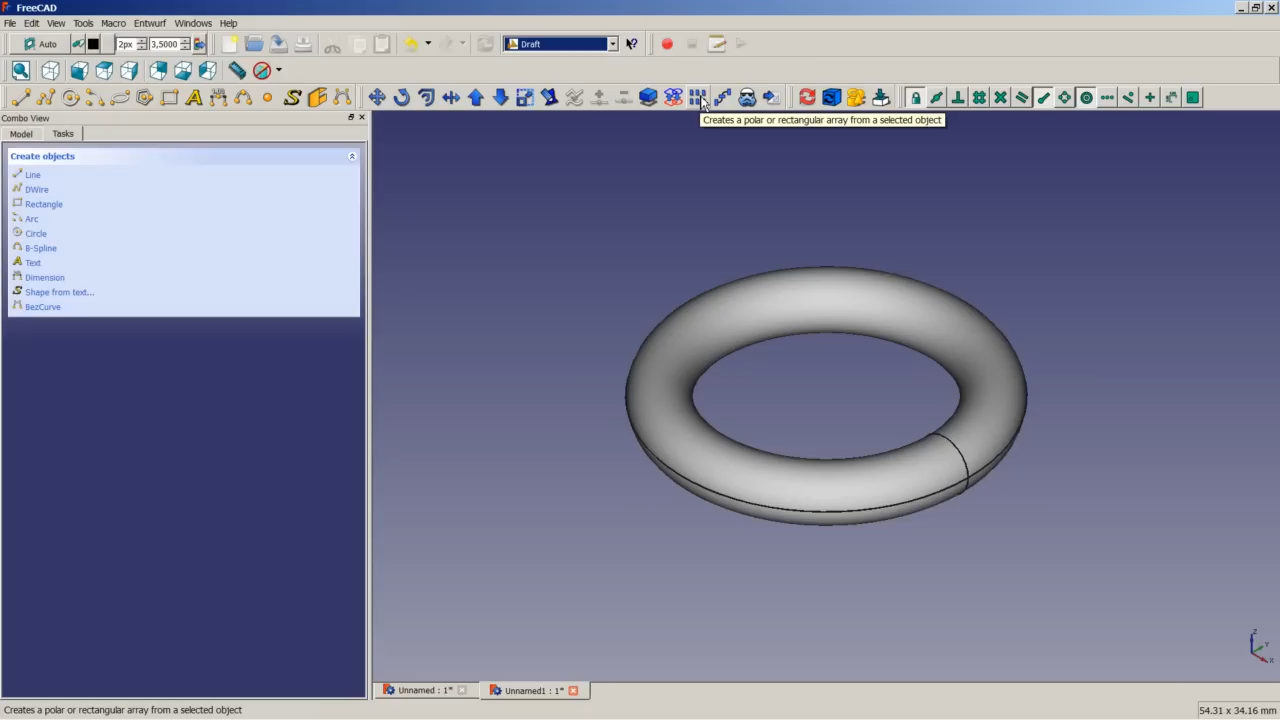 FreeCAD
File Edit View Tools Macro Entwurf Windows Help
Auto 2px 3,5000 Draft
Combo View
Model Tasks
Creates a polar or rectangular array from a selected object
Create objects
Line
DWire
Rectangle
Arc
Circle
B-Spline
Text
Dimension
Shape from text...
BezCurve
Z
Y
X
Unnamed : 1* Unnamed1 : 1*
Creates a polar or rectangular array from a selected object 54.31 x 34.16 mm